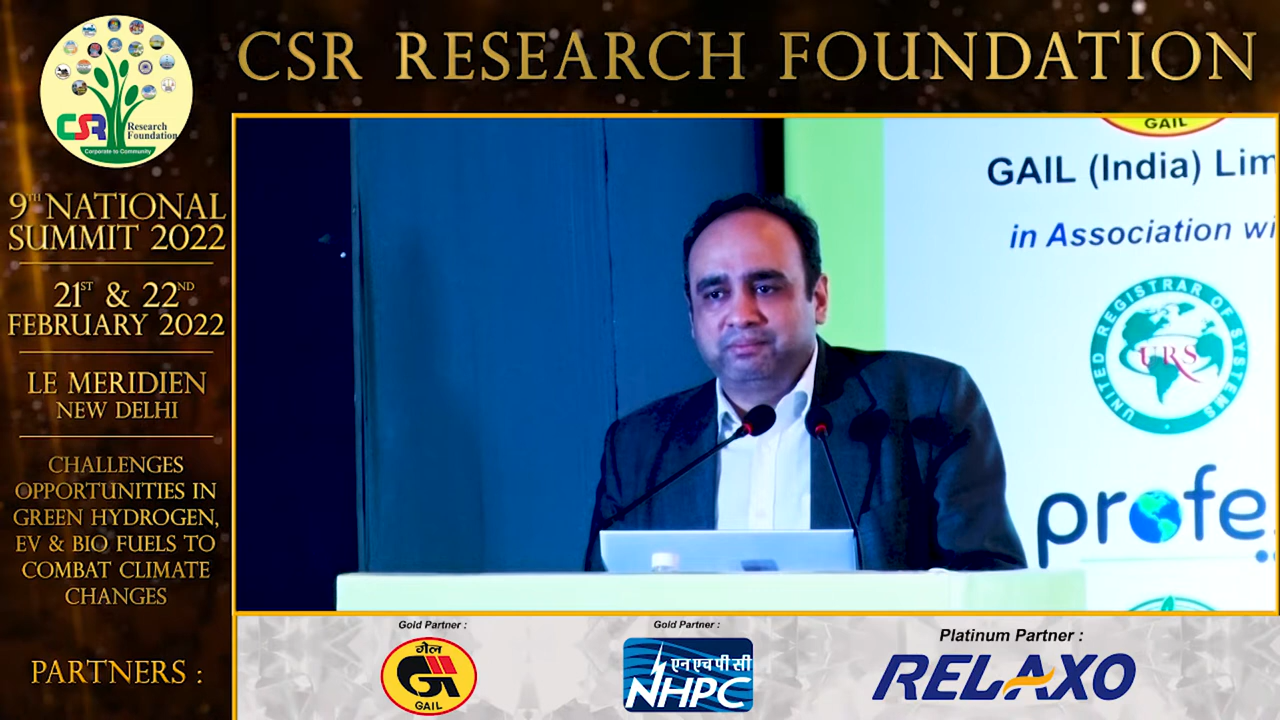 CSR RESEARCH FOUNDATION
CSR Research
Foundation
Corporate to Community
9TH NATIONAL
SUMMIT 2022
21ST & 22ND
FEBRUARY 2022
LE MERIDIEN
NEW DELHI
CHALLENGES
OPPORTUNITIES IN
GREEN HYDROGEN,
EV & BIO FUELS TO
COMBAT CLIMATE
CHANGES
PARTNERS :
GAIL
GAIL (India) Lim
in Association wi
UNITED REGISTRAR OF SYSTEMS
URS
profe
Gold Partner :
गेल
GAIL
Gold Partner :
एन एच पी सी
NHPC
Platinum Partner :
RELAXO